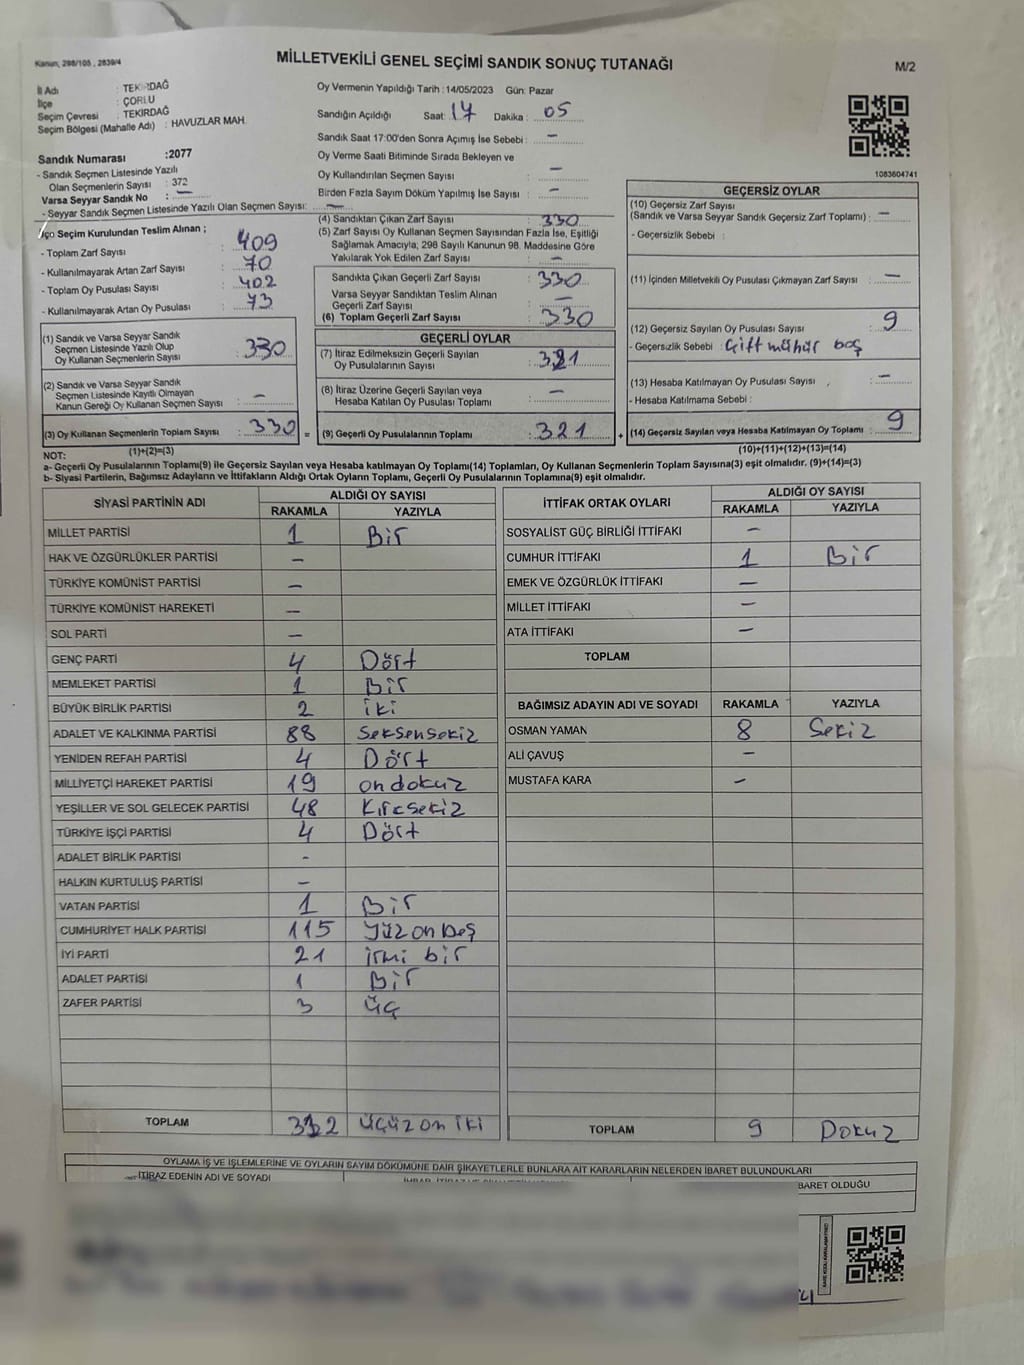 Kanun, 298/105 , 2839/4
MİLLETVEKİLİ GENEL SEÇİMİ SANDIK SONUÇ TUTANAĞI
M/2
İl Adı : TEKİRDAĞ
İlçe : ÇORLU
Seçim Çevresi : TEKİRDAĞ
Seçim Bölgesi (Mahalle Adı) : HAVUZLAR MAH.
Sandık Numarası :2077
- Sandık Seçmen Listesinde Yazılı
Olan Seçmenlerin Sayısı : 372
Varsa Seyyar Sandık No : —
- Seyyar Sandık Seçmen Listesinde Yazılı Olan Seçmen Sayısı: —
İlçe Seçim Kurulundan Teslim Alınan ;
- Toplam Zarf Sayısı : 409
- Kullanılmayarak Artan Zarf Sayısı : 70
- Toplam Oy Pusulası Sayısı : 402
- Kullanılmayarak Artan Oy Pusulası : 73
(1) Sandık ve Varsa Seyyar Sandık
Seçmen Listesinde Yazılı Olup
Oy Kullanan Seçmenlerin Sayısı : 330
(2) Sandık ve Varsa Seyyar Sandık
Seçmen Listesinde Kayıtlı Olmayan
Kanun Gereği Oy Kullanan Seçmen Sayısı : —
(3) Oy Kullanan Seçmenlerin Toplam Sayısı : 330 =
(1)+(2)=(3)
Oy Vermenin Yapıldığı Tarih : 14/05/2023 Gün: Pazar
Sandığın Açıldığı Saat: 17 Dakika : 05
Sandık Saat 17:00'den Sonra Açımış İse Sebebi : —
Oy Verme Saati Bitiminde Sırada Bekleyen ve
Oy Kullandırılan Seçmen Sayısı : —
Birden Fazla Sayım Döküm Yapılmış İse Sayısı : —
(4) Sandıktan Çıkan Zarf Sayısı : 330
(5) Zarf Sayısı Oy Kullanan Seçmen Sayısından Fazla İse, Eşitliği
Sağlamak Amacıyla; 298 Sayılı Kanunun 98. Maddesine Göre
Yakılarak Yok Edilen Zarf Sayısı : —
Sandıkta Çıkan Geçerli Zarf Sayısı : 330
Varsa Seyyar Sandıktan Teslim Alınan
Geçerli Zarf Sayısı : —
(6) Toplam Geçerli Zarf Sayısı : 330
GEÇERLİ OYLAR
(7) İtiraz Edilmeksizin Geçerli Sayılan
Oy Pusulalarının Sayısı : 321
(8) İtiraz Üzerine Geçerli Sayılan veya
Hesaba Katılan Oy Pusulası Toplamı : —
(9) Geçerli Oy Pusulalarının Toplamı : 321 +
1083604741
GEÇERSİZ OYLAR
(10) Geçersiz Zarf Sayısı
(Sandık ve Varsa Seyyar Sandık Geçersiz Zarf Toplamı) : —
- Geçersizlik Sebebi :
(11) İçinden Milletvekili Oy Pusulası Çıkmayan Zarf Sayısı : —
(12) Geçersiz Sayılan Oy Pusulası Sayısı : 9
- Geçersizlik Sebebi : Çift mühür boş
(13) Hesaba Katılmayan Oy Pusulası Sayısı : —
- Hesaba Katılmama Sebebi :
(14) Geçersiz Sayılan veya Hesaba Katılmayan Oy Toplamı : 9
(10)+(11)+(12)+(13)=(14)
NOT:
a- Geçerli Oy Pusulalarının Toplamı(9) ile Geçersiz Sayılan veya Hesaba katılmayan Oy Toplamı(14) Toplamları, Oy Kullanan Seçmenlerin Toplam Sayısına(3) eşit olmalıdır. (9)+(14)=(3)
b- Siyasi Partilerin, Bağımsız Adayların ve İttifakların Aldığı Ortak Oyların Toplamı, Geçerli Oy Pusulalarının Toplamına(9) eşit olmalıdır.
SİYASİ PARTİNİN ADI ALDIĞI OY SAYISI
RAKAMLA YAZIYLA
MİLLET PARTİSİ 1 Bir
HAK VE ÖZGÜRLÜKLER PARTİSİ —
TÜRKİYE KOMÜNİST PARTİSİ —
TÜRKİYE KOMÜNİST HAREKETİ —
SOL PARTİ —
GENÇ PARTİ 4 Dört
MEMLEKET PARTİSİ 1 Bir
BÜYÜK BİRLİK PARTİSİ 2 iki
ADALET VE KALKINMA PARTİSİ 88 Seksensekiz
YENİDEN REFAH PARTİSİ 4 Dört
MİLLİYETÇİ HAREKET PARTİSİ 19 on dokuz
YEŞİLLER VE SOL GELECEK PARTİSİ 48 Kırksekiz
TÜRKİYE İŞÇİ PARTİSİ 4 Dört
ADALET BİRLİK PARTİSİ -
HALKIN KURTULUŞ PARTİSİ —
VATAN PARTİSİ 1 Bir
CUMHURİYET HALK PARTİSİ 115 yüz on beş
İYİ PARTİ 21 irmi bir
ADALET PARTİSİ 1 Bir
ZAFER PARTİSİ 3 üç
TOPLAM 312 üçüz on iki
İTTİFAK ORTAK OYLARI ALDIĞI OY SAYISI
RAKAMLA YAZIYLA
SOSYALİST GÜÇ BİRLİĞİ İTTİFAKI —
CUMHUR İTTİFAKI 1 Bir
EMEK VE ÖZGÜRLÜK İTTİFAKI —
MİLLET İTTİFAKI —
ATA İTTİFAKI —
TOPLAM
BAĞIMSIZ ADAYIN ADI VE SOYADI RAKAMLA YAZIYLA
OSMAN YAMAN 8 Sekiz
ALİ ÇAVUŞ —
MUSTAFA KARA —
TOPLAM 9 Dokuz
OYLAMA İŞ VE İŞLEMLERİNE VE OYLARIN SAYIM DÖKÜMÜNE DAİR ŞİKAYETLERLE BUNLARA AİT KARARLARIN NELERDEN İBARET BULUNDUKLARI
İTİRAZ EDENİN ADI VE SOYADI
BARET OLDUĞU